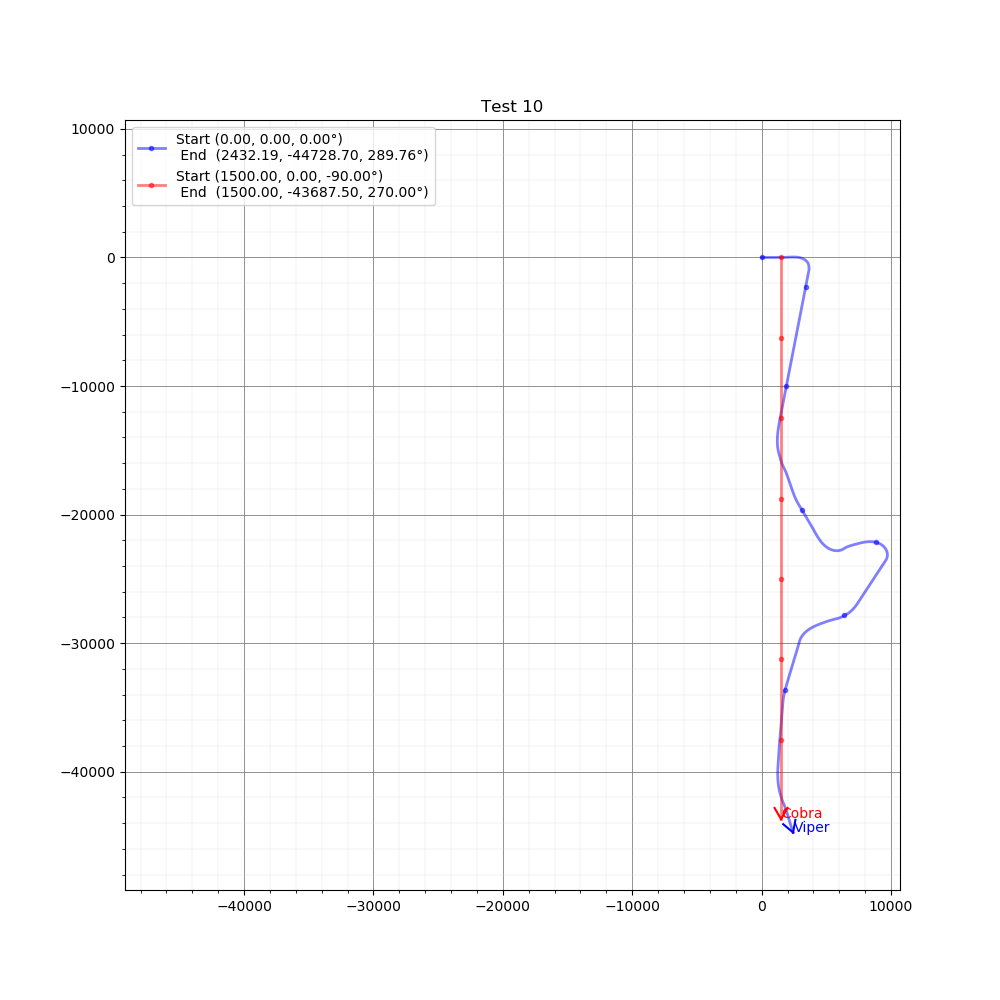 Test 10
Start (0.00, 0.00, 0.00°)
End (2432.19, -44728.70, 289.76°)
Start (1500.00, 0.00, -90.00°)
End (1500.00, -43687.50, 270.00°)
10000
0
−10000
−20000
−30000
−40000
Cobra
Viper
−40000 −30000 −20000 −10000 0 10000